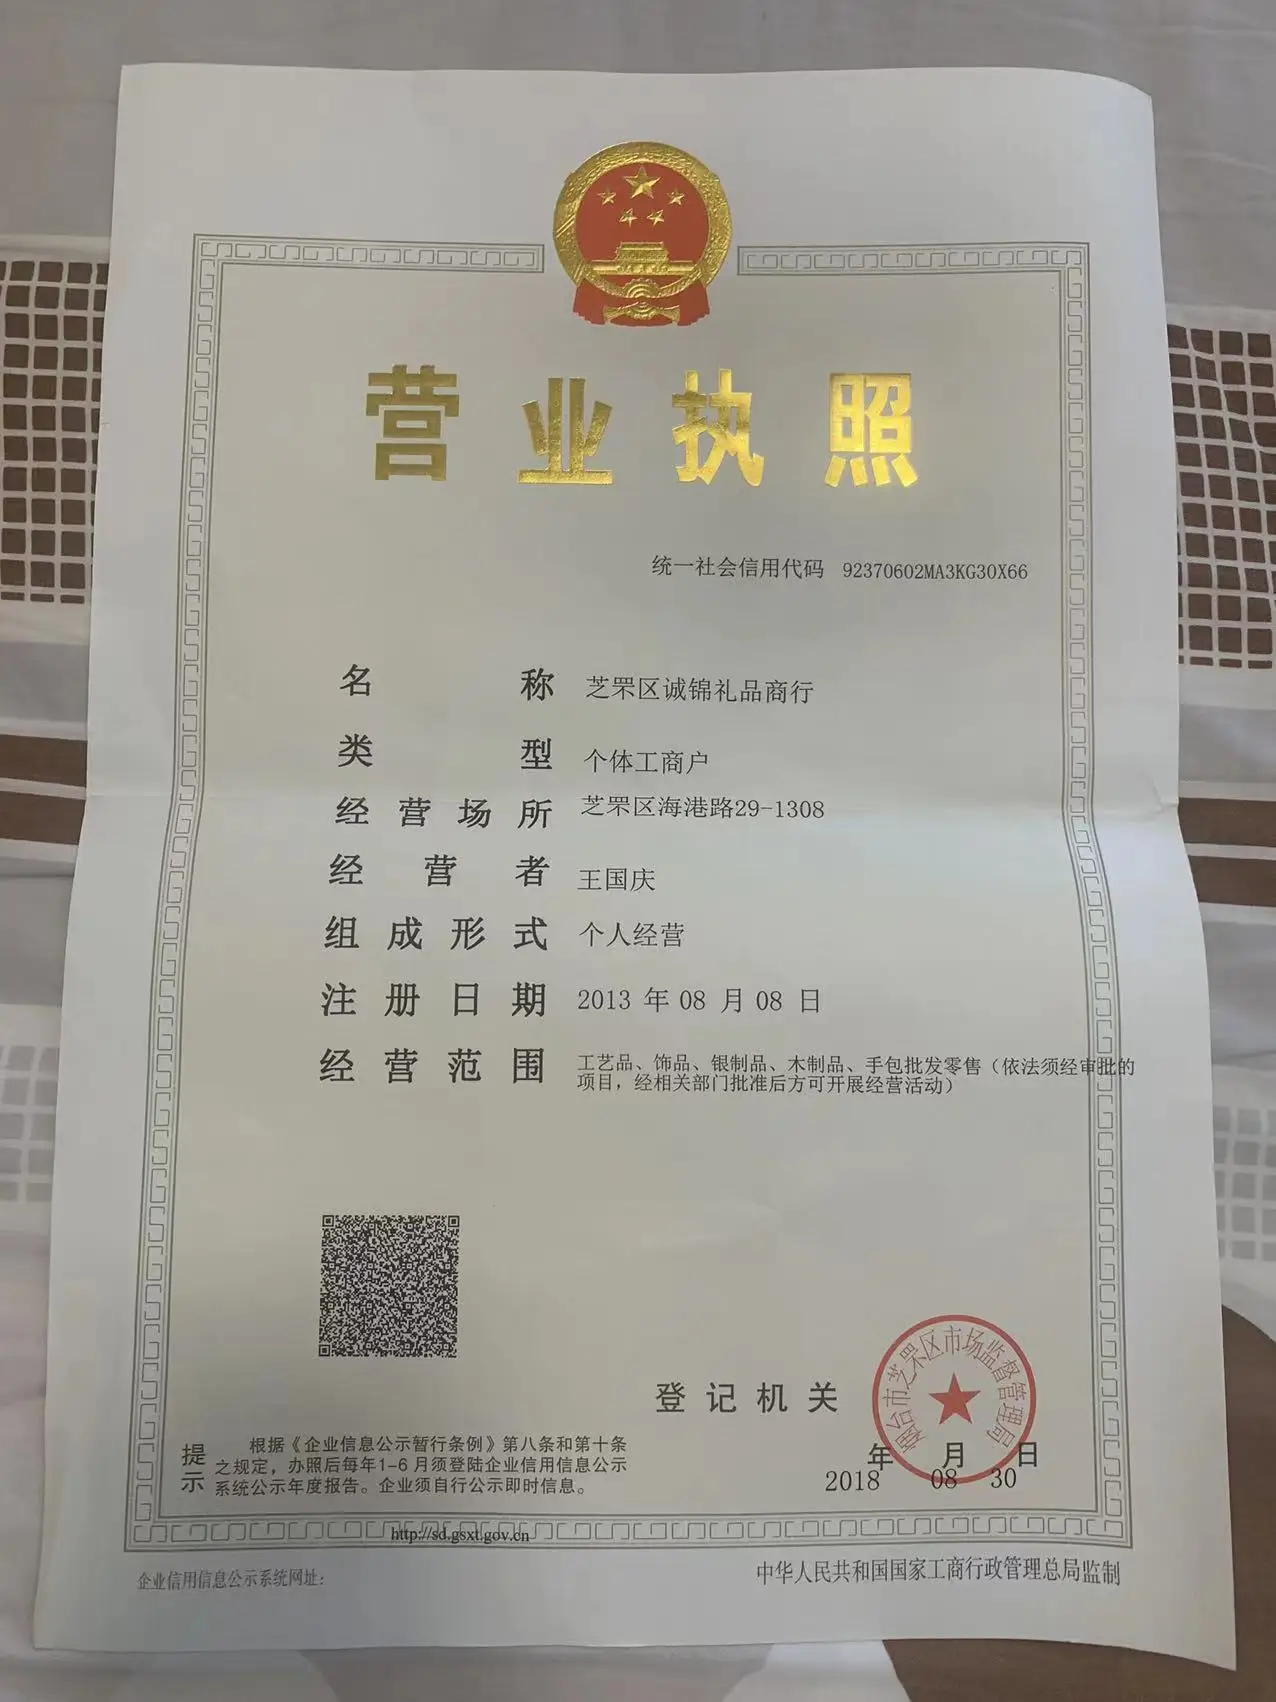 营业执照
统一社会信用代码 92370602MA3KG30X66
名称 芝罘区诚锦礼品商行
类型 个体工商户
经营场所 芝罘区海港路29-1308
经营者 王国庆
组成形式 个人经营
注册日期 2013 年 08 月 08 日
经营范围 工艺品、饰品、银制品、木制品、手包批发零售（依法须经审批的
项目，经相关部门批准后方可开展经营活动）
登记机关
烟台市芝罘区市场监督管理局
年 月 日
2018 08 30
提示 根据《企业信息公示暂行条例》第八条和第十条
之规定，办照后每年1-6月须登陆企业信用信息公示
系统公示年度报告。企业须自行公示即时信息。
http://sd.gsxt.gov.cn
企业信用信息公示系统网址：
中华人民共和国国家工商行政管理总局监制